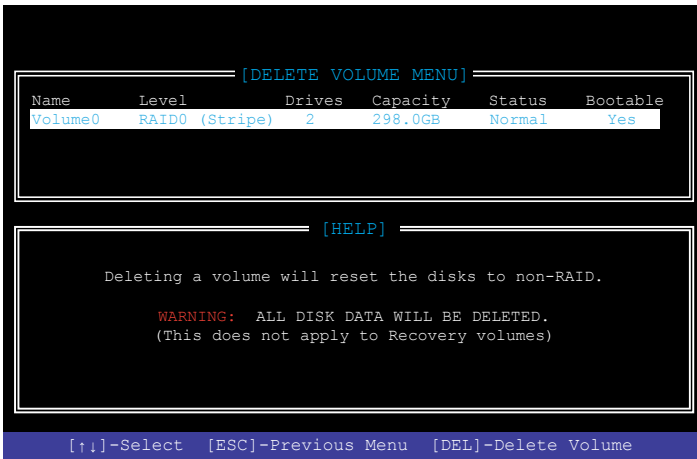 [DELETE VOLUME MENU]
Name Level Drives Capacity Status Bootable
Volume0 RAID0 (Stripe) 2 298.0GB Normal Yes
[HELP]
Deleting a volume will reset the disks to non-RAID.
WARNING: ALL DISK DATA WILL BE DELETED.
(This does not apply to Recovery volumes)
[↑↓]-Select [ESC]-Previous Menu [DEL]-Delete Volume